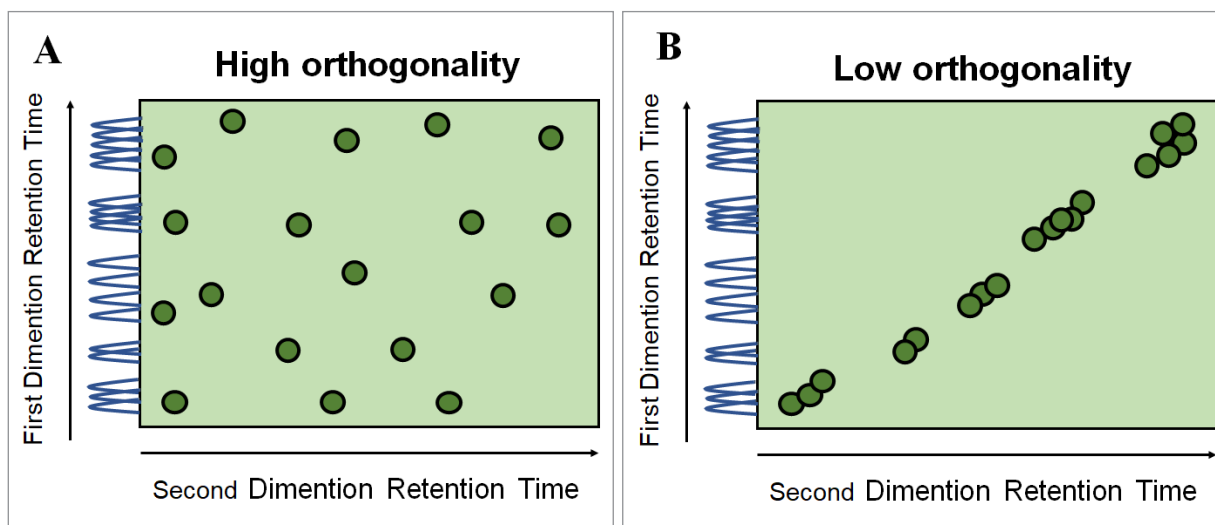 A
High orthogonality
First Dimention Retention Time
Second Dimention Retention Time
B
Low orthogonality
First Dimention Retention Time
Second Dimention Retention Time